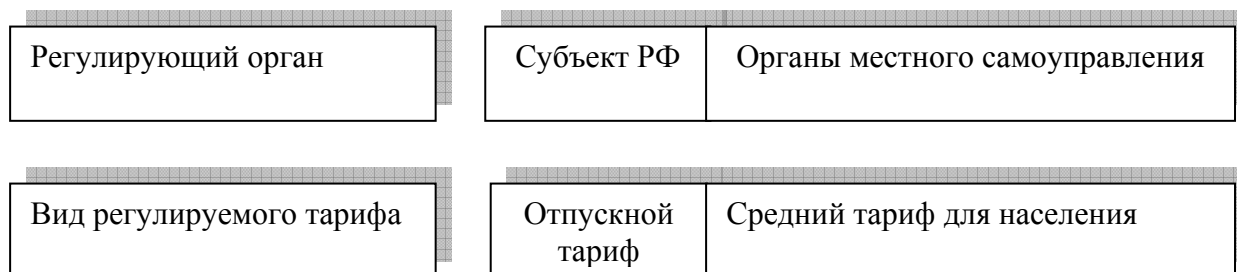 Регулирующий орган
Субъект РФ
Органы местного самоуправления
Вид регулируемого тарифа
Отпускной
тариф
Средний тариф для населения